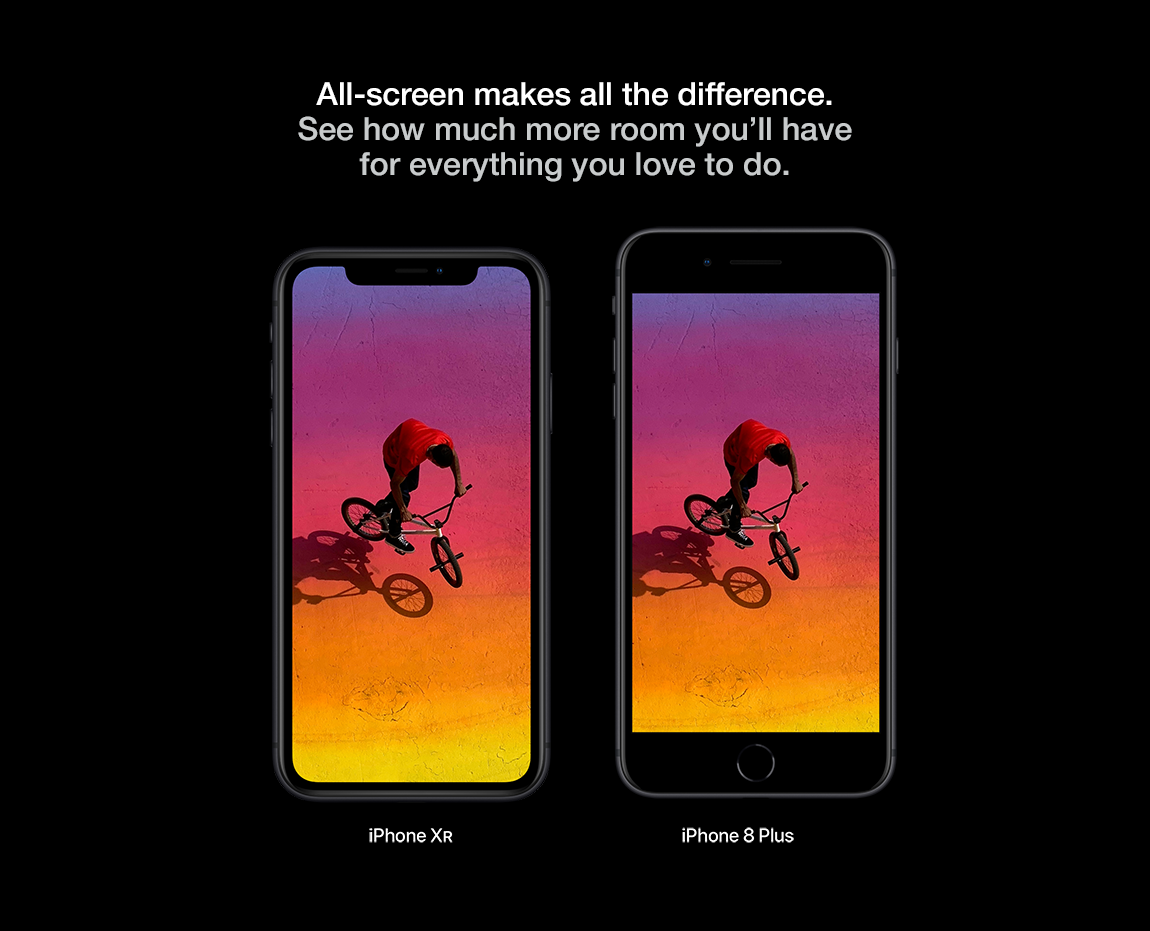 All-screen makes all the difference.
See how much more room you’ll have
for everything you love to do.
iPhone XR
iPhone 8 Plus